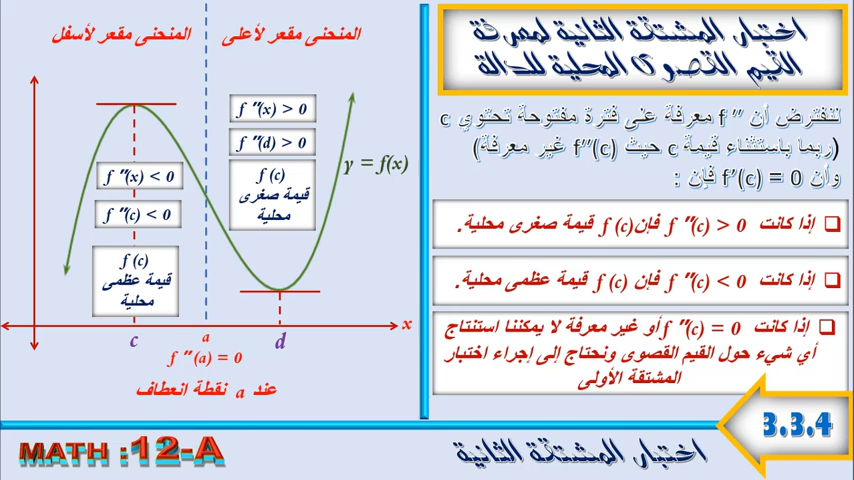 اختبار المشتقة الثانية لمعرفة
القيم القصوى المحلية للدالة
لنفترض أن f ″ معرفة على فترة مفتوحة تحتوي c
(ربما باستثناء قيمة c حيث f″(c) غير معرفة)
وأن f′(c) = 0 فإن :
إذا كانت f ″(c) > 0 فإن f (c) قيمة صغرى محلية.
إذا كانت f ″(c) < 0 فإن f (c) قيمة عظمى محلية.
إذا كانت f ″(c) = 0 أو غير معرفة لا يمكننا استنتاج
أي شيء حول القيم القصوى ونحتاج إلى إجراء اختبار
المشتقة الأولى
المنحنى مقعر لأعلى
المنحنى مقعر لأسفل
f ″(x) > 0
f ″(d) > 0
f (c)
قيمة صغرى
محلية
y = f(x)
f ″(x) < 0
f ″(c) < 0
f (c)
قيمة عظمى
محلية
x
c
a
d
f ″(a) = 0
عند a نقطة انعطاف
3.3.4
اختبار المشتقة الثانية
MATH :12-A